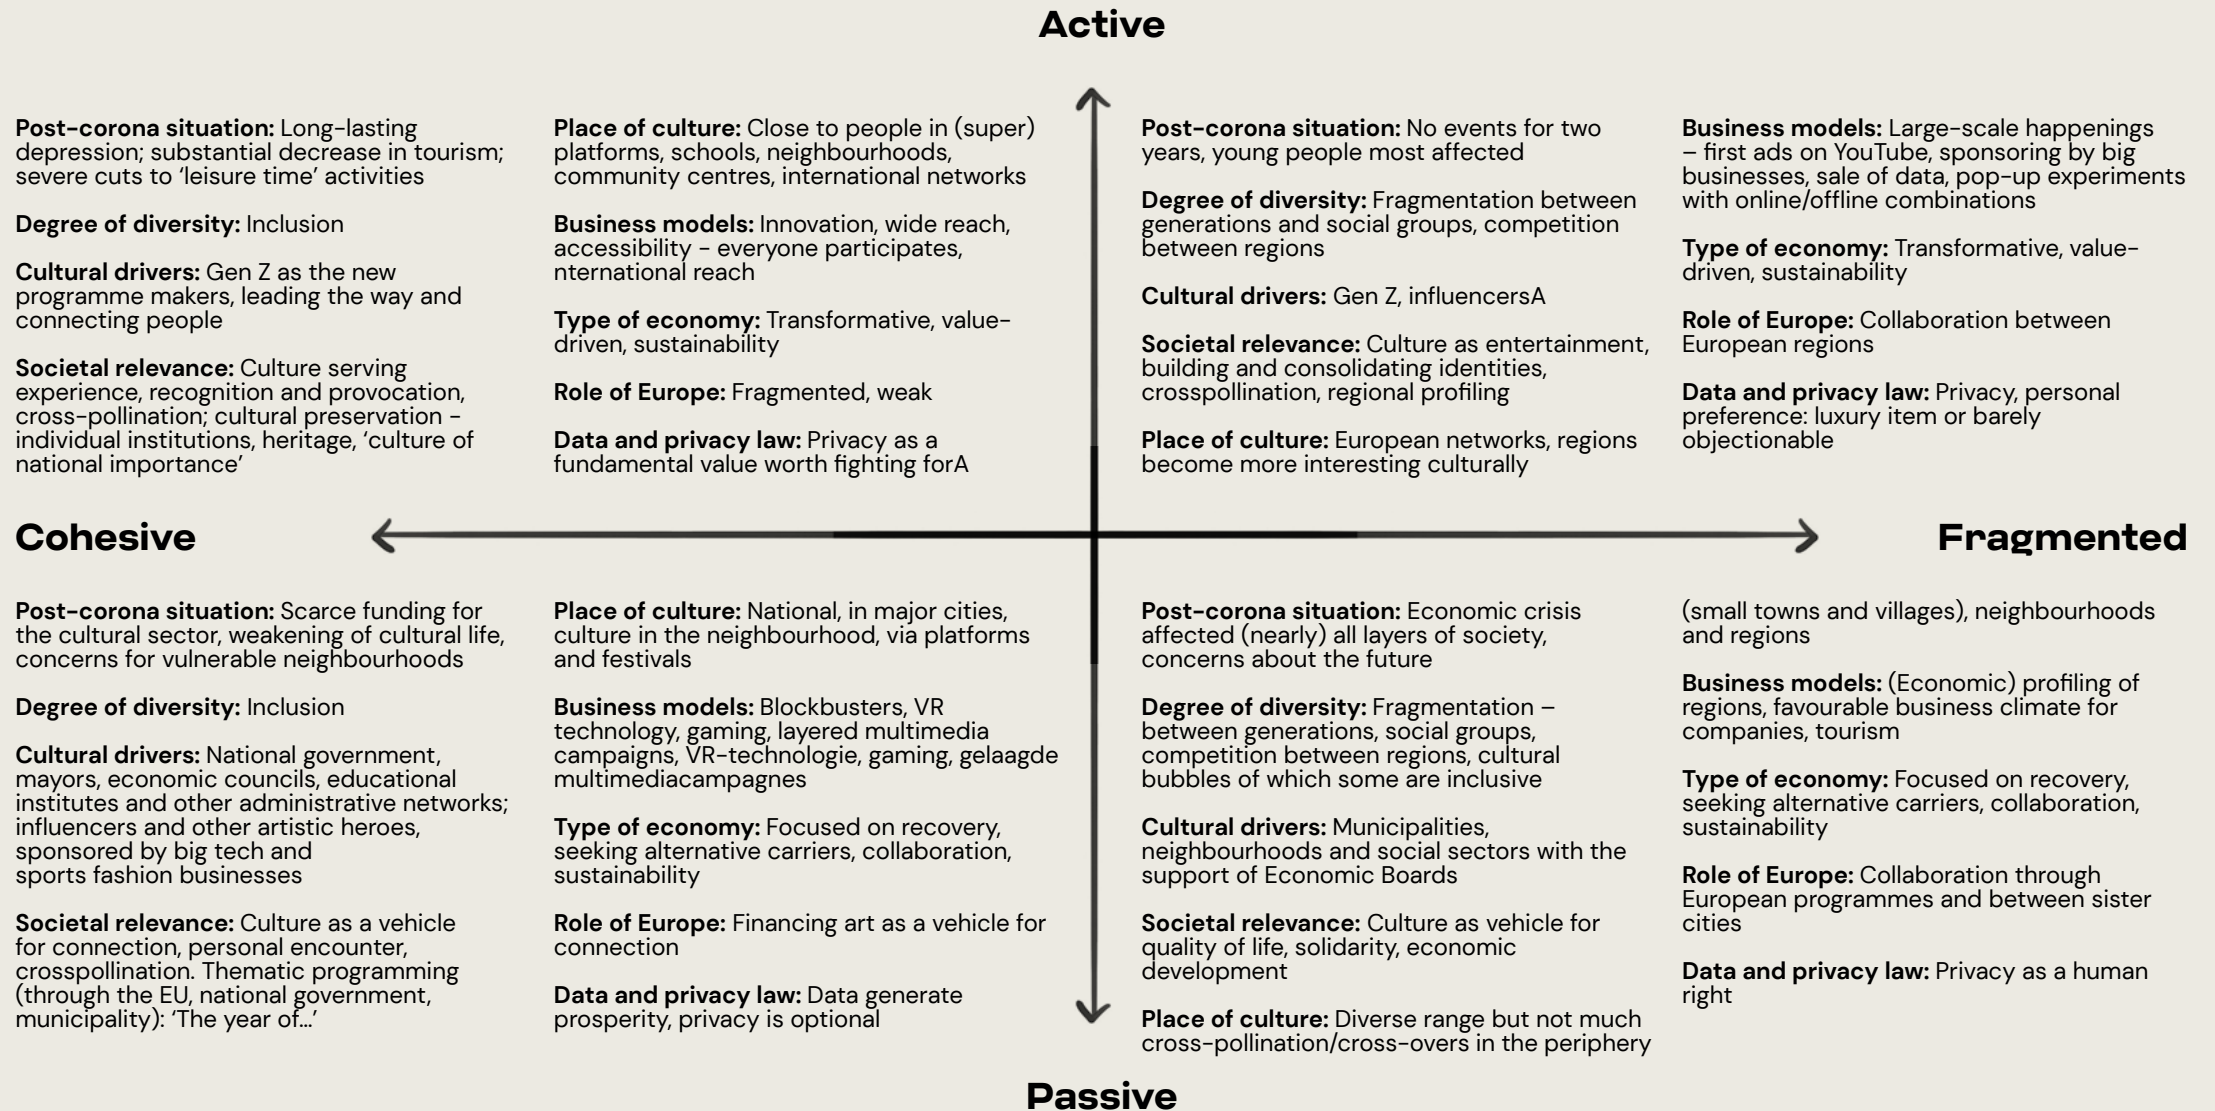 Active
Post-corona situation: Long-lasting
depression; substantial decrease in tourism;
severe cuts to ‘leisure time’ activities
Degree of diversity: Inclusion
Cultural drivers: Gen Z as the new
programme makers, leading the way and
connecting people
Societal relevance: Culture serving
experience, recognition and provocation,
cross-pollination; cultural preservation -
individual institutions, heritage, ‘culture of
national importance’
Place of culture: Close to people in (super)
platforms, schools, neighbourhoods,
community centres, international networks
Business models: Innovation, wide reach,
accessibility - everyone participates,
nternational reach
Type of economy: Transformative, value-
driven, sustainability
Role of Europe: Fragmented, weak
Data and privacy law: Privacy as a
fundamental value worth fighting forA
Post-corona situation: No events for two
years, young people most affected
Degree of diversity: Fragmentation between
generations and social groups, competition
between regions
Cultural drivers: Gen Z, influencersA
Societal relevance: Culture as entertainment,
building and consolidating identities,
crosspollination, regional profiling
Place of culture: European networks, regions
become more interesting culturally
Business models: Large-scale happenings
– first ads on YouTube, sponsoring by big
businesses, sale of data, pop-up experiments
with online/offline combinations
Type of economy: Transformative, value-
driven, sustainability
Role of Europe: Collaboration between
European regions
Data and privacy law: Privacy, personal
preference: luxury item or barely
objectionable
Cohesive
Fragmented
Post-corona situation: Scarce funding for
the cultural sector, weakening of cultural life,
concerns for vulnerable neighbourhoods
Degree of diversity: Inclusion
Cultural drivers: National government,
mayors, economic councils, educational
institutes and other administrative networks;
influencers and other artistic heroes,
sponsored by big tech and
sports fashion businesses
Societal relevance: Culture as a vehicle
for connection, personal encounter,
crosspollination. Thematic programming
(through the EU, national government,
municipality): ‘The year of…’
Place of culture: National, in major cities,
culture in the neighbourhood, via platforms
and festivals
Business models: Blockbusters, VR
technology, gaming, layered multimedia
campaigns, VR-technologie, gaming, gelaagde
multimediacampagnes
Type of economy: Focused on recovery,
seeking alternative carriers, collaboration,
sustainability
Role of Europe: Financing art as a vehicle for
connection
Data and privacy law: Data generate
prosperity, privacy is optional
Post-corona situation: Economic crisis
affected (nearly) all layers of society,
concerns about the future
Degree of diversity: Fragmentation –
between generations, social groups,
competition between regions, cultural
bubbles of which some are inclusive
Cultural drivers: Municipalities,
neighbourhoods and social sectors with the
support of Economic Boards
Societal relevance: Culture as vehicle for
quality of life, solidarity, economic
development
Place of culture: Diverse range but not much
cross-pollination/cross-overs in the periphery
(small towns and villages), neighbourhoods
and regions
Business models: (Economic) profiling of
regions, favourable business climate for
companies, tourism
Type of economy: Focused on recovery,
seeking alternative carriers, collaboration,
sustainability
Role of Europe: Collaboration through
European programmes and between sister
cities
Data and privacy law: Privacy as a human
right
Passive